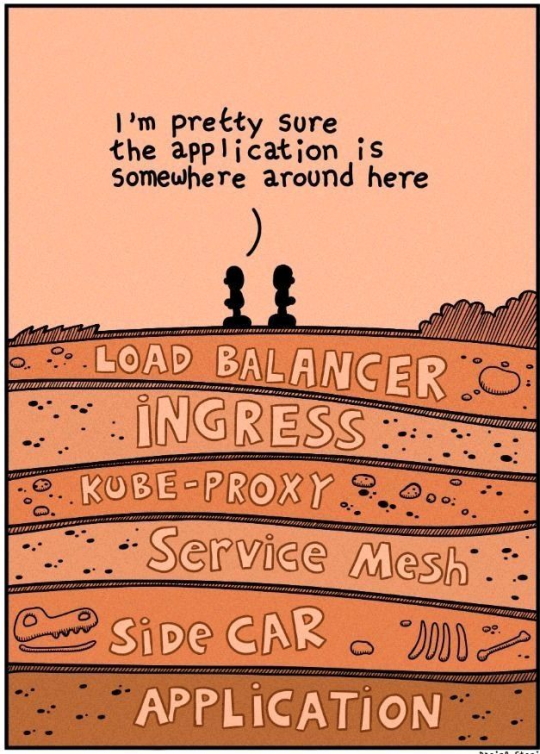 I'm pretty sure
the application is
somewhere around here
LOAD BALANCER
iNGRESS
KUBE-PROXY
Service Mesh
SiDe CAR
APPLiCATiON